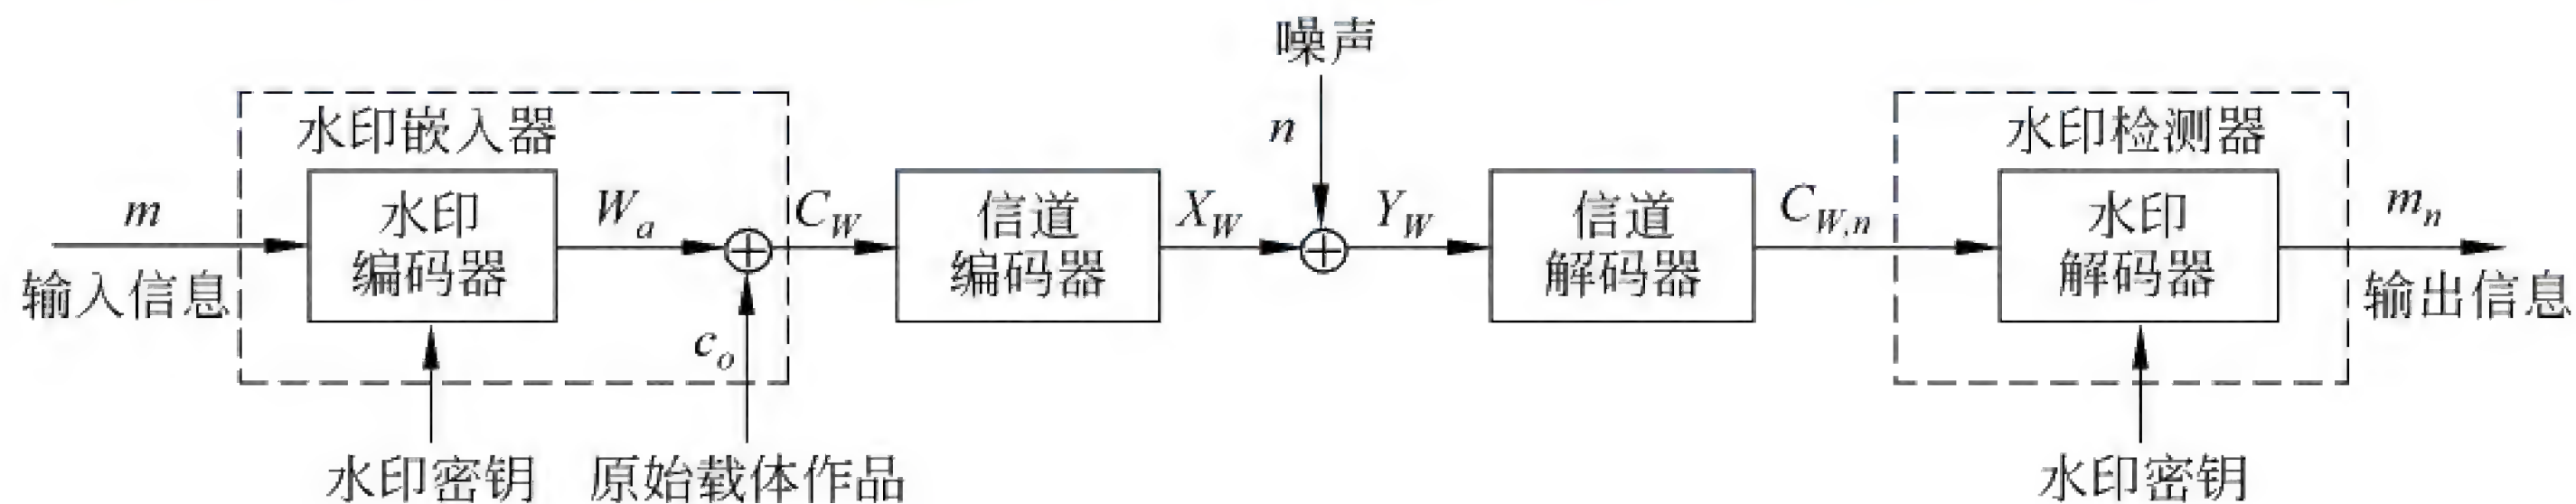 噪声
n
水印嵌入器
水印检测器
m
水印
编码器
W_a
C_W
信道
编码器
X_W
Y_W
信道
解码器
C_{W,n}
水印
解码器
m_n
输入信息
c_o
输出信息
水印密钥
原始载体作品
水印密钥